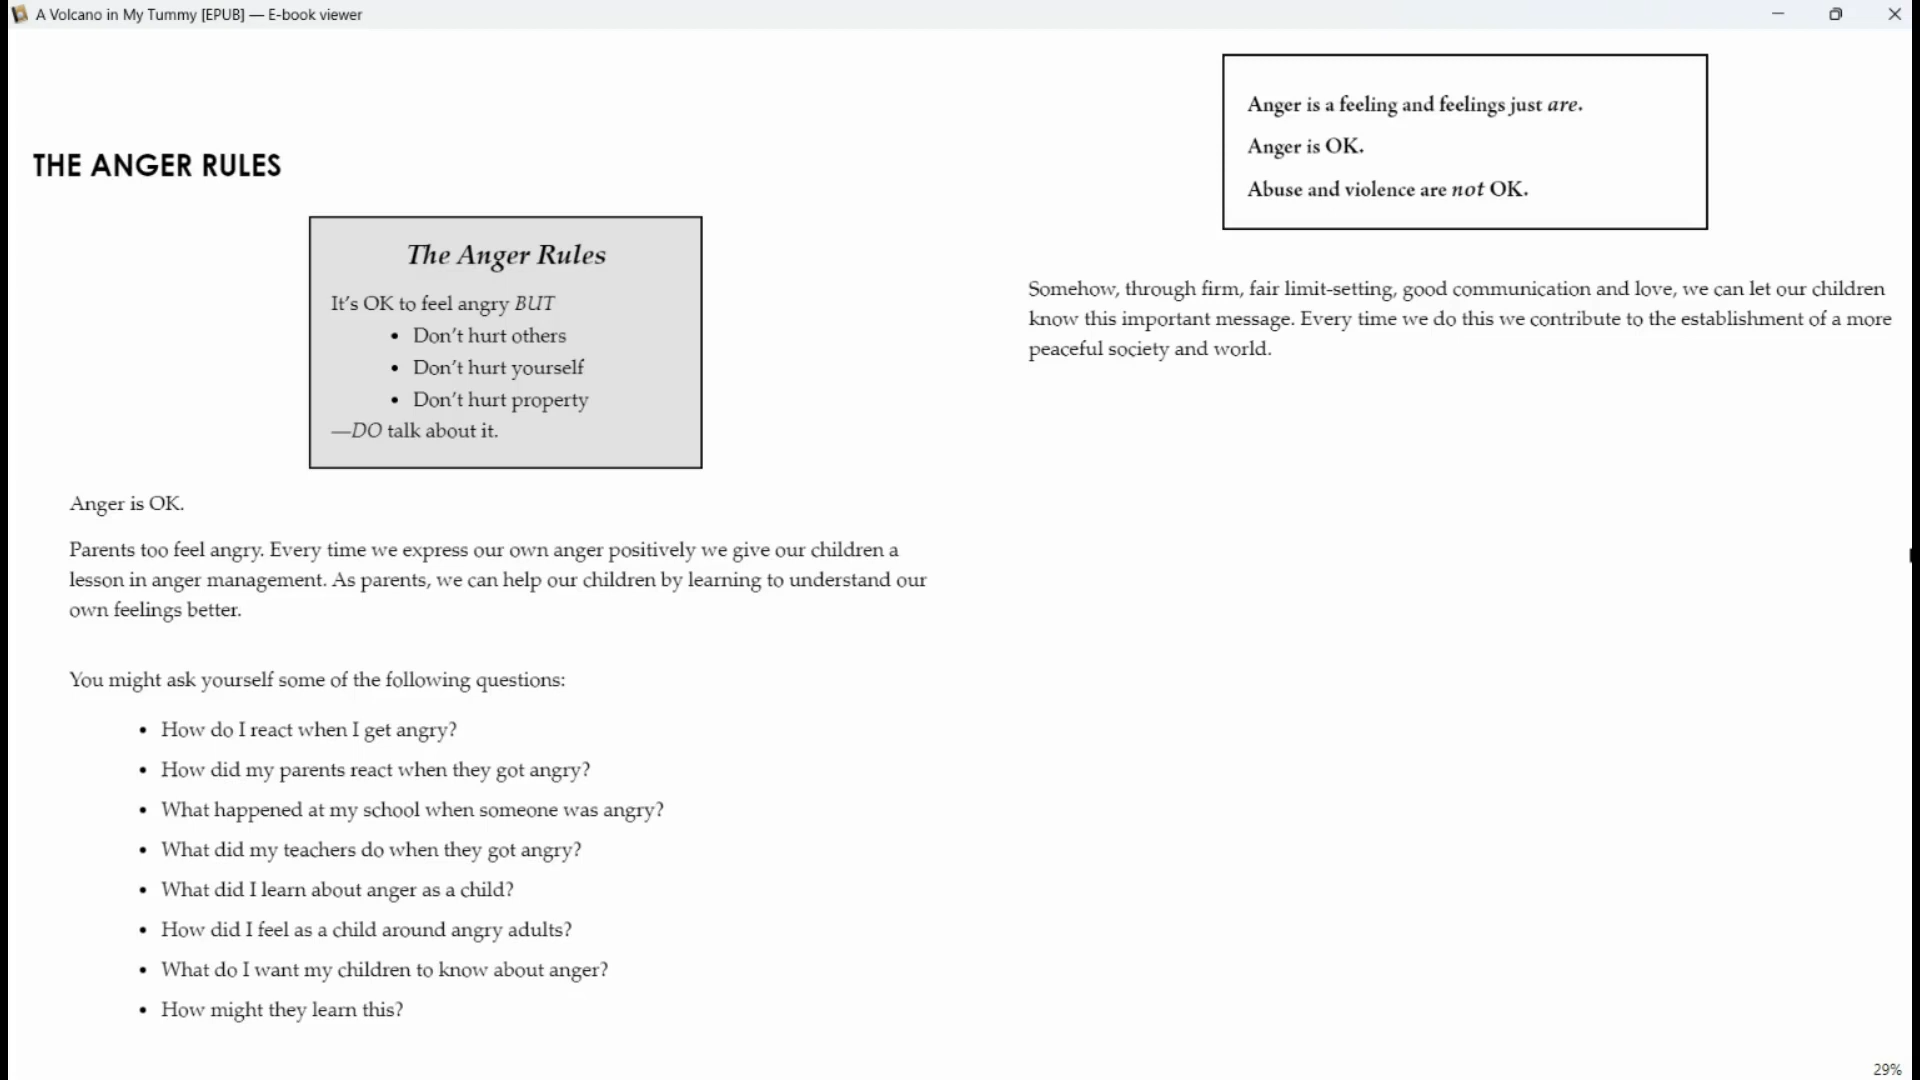 A Volcano in My Tummy [EPUB] — E-book viewer
THE ANGER RULES
The Anger Rules
It's OK to feel angry BUT
• Don't hurt others
• Don't hurt yourself
• Don't hurt property
—DO talk about it.
Anger is OK.
Parents too feel angry. Every time we express our own anger positively we give our children a
lesson in anger management. As parents, we can help our children by learning to understand our
own feelings better.
You might ask yourself some of the following questions:
• How do I react when I get angry?
• How did my parents react when they got angry?
• What happened at my school when someone was angry?
• What did my teachers do when they got angry?
• What did I learn about anger as a child?
• How did I feel as a child around angry adults?
• What do I want my children to know about anger?
• How might they learn this?
Anger is a feeling and feelings just are.
Anger is OK.
Abuse and violence are not OK.
Somehow, through firm, fair limit-setting, good communication and love, we can let our children
know this important message. Every time we do this we contribute to the establishment of a more
peaceful society and world.
29%